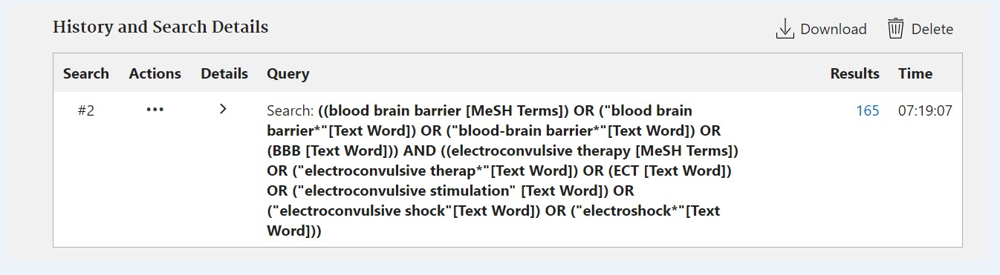 History and Search Details
Download
Delete
Search Actions Details Query Results Time
#2 ••• > Search: ((blood brain barrier [MeSH Terms]) OR ("blood brain 165 07:19:07
barrier*"[Text Word]) OR ("blood-brain barrier*"[Text Word]) OR
(BBB [Text Word])) AND ((electroconvulsive therapy [MeSH Terms])
OR ("electroconvulsive therap*"[Text Word]) OR (ECT [Text Word])
OR ("electroconvulsive stimulation" [Text Word]) OR
("electroconvulsive shock"[Text Word]) OR ("electroshock*"[Text
Word]))